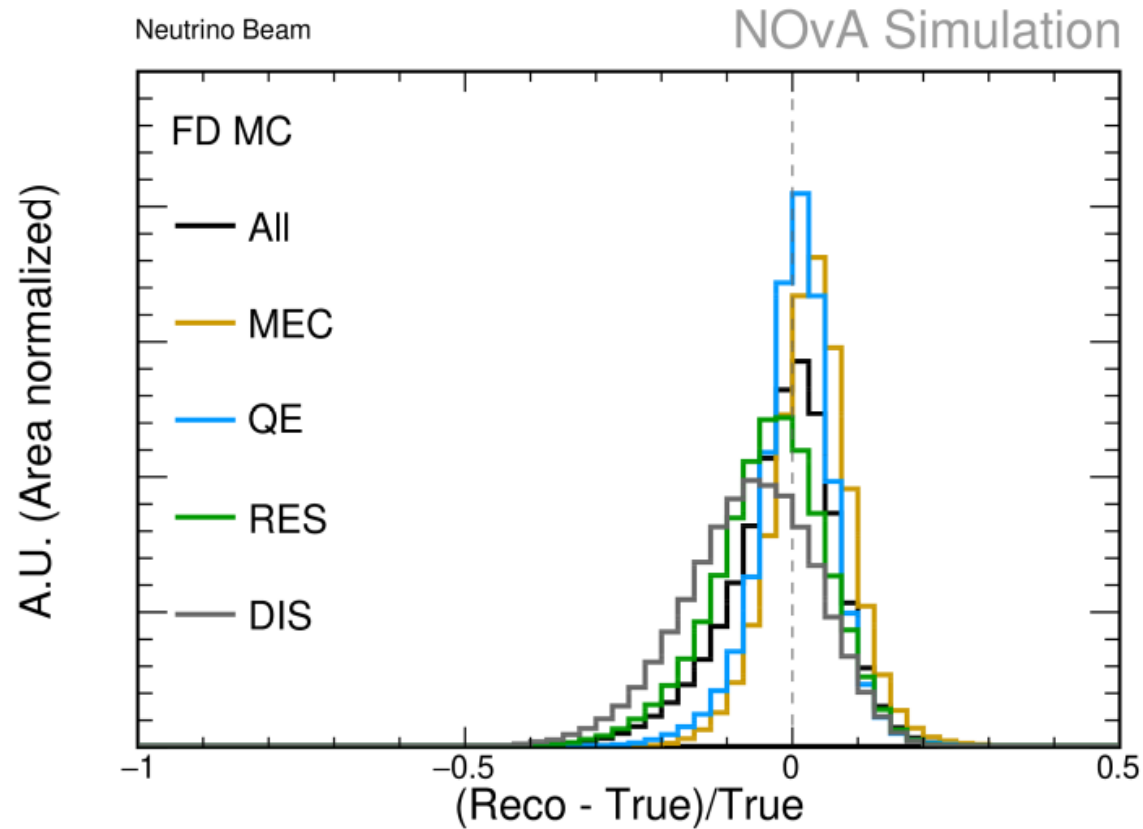 Neutrino Beam
NOvA Simulation
FD MC
All
MEC
QE
RES
DIS
A.U. (Area normalized)
−1
−0.5
0
0.5
(Reco - True)/True